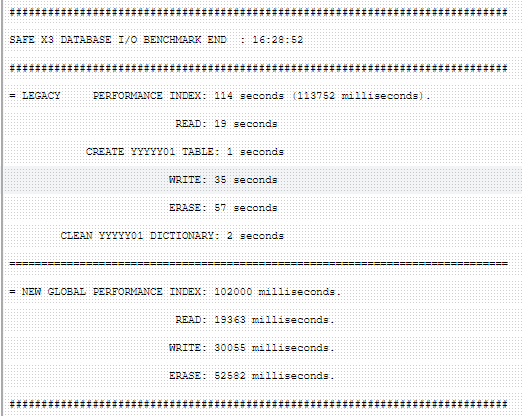 ################################################################################
SAFE X3 DATABASE I/O BENCHMARK END : 16:28:52
################################################################################
= LEGACY PERFORMANCE INDEX: 114 seconds (113752 milliseconds).
READ: 19 seconds
CREATE YYYYY01 TABLE: 1 seconds
WRITE: 35 seconds
ERASE: 57 seconds
CLEAN YYYYY01 DICTIONARY: 2 seconds
================================================================================
= NEW GLOBAL PERFORMANCE INDEX: 102000 milliseconds.
READ: 19363 milliseconds.
WRITE: 30055 milliseconds.
ERASE: 52582 milliseconds.
################################################################################